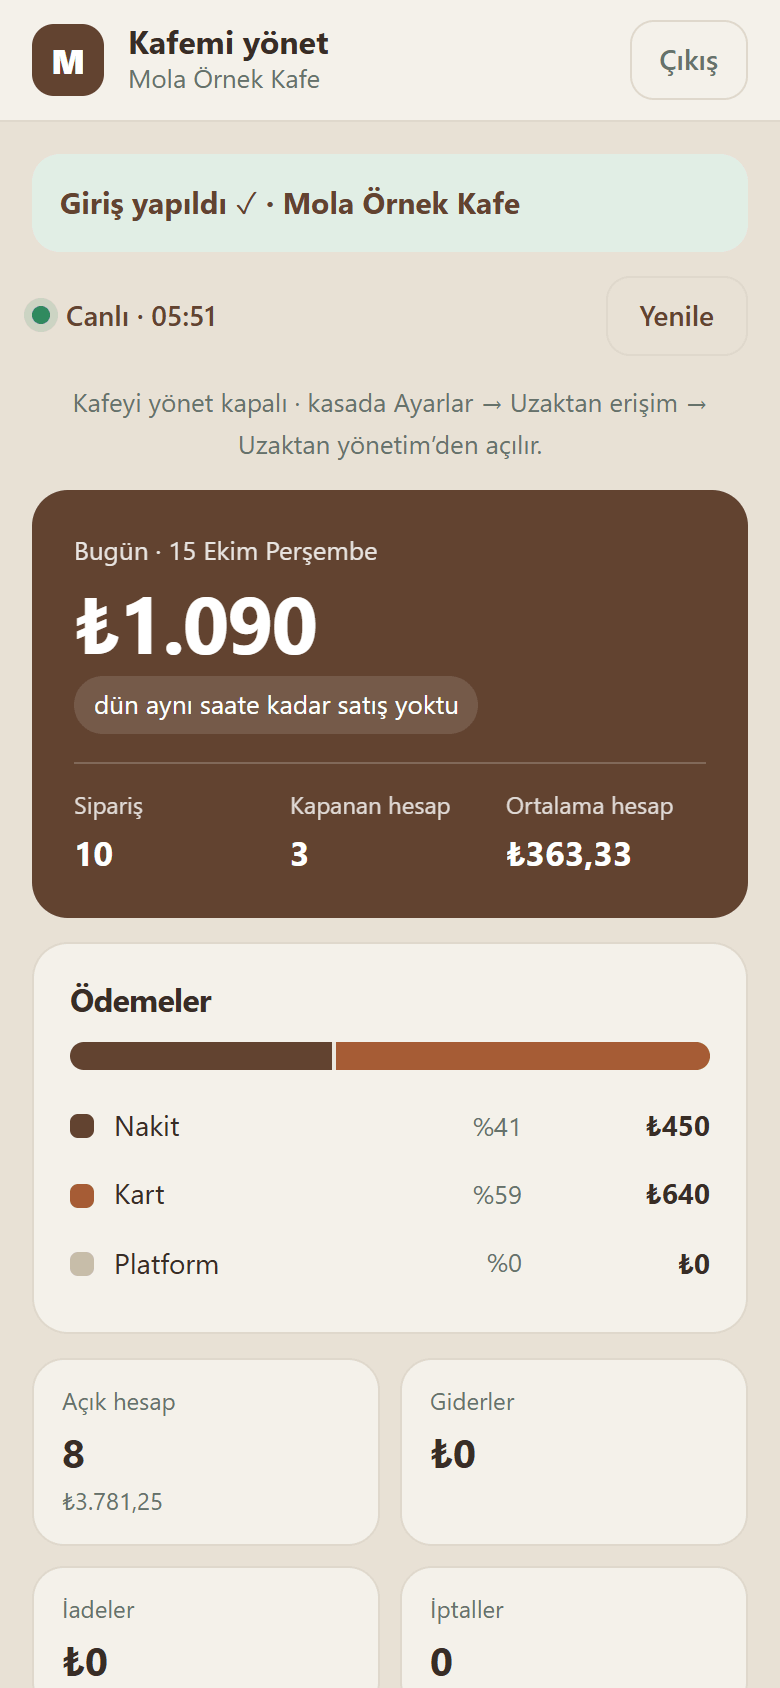 M
Kafemi yönet
Mola Örnek Kafe
Çıkış
Giriş yapıldı ✓ · Mola Örnek Kafe
Canlı · 05:51
Yenile
Kafeyi yönet kapalı · kasada Ayarlar → Uzaktan erişim →
Uzaktan yönetim’den açılır.
Bugün · 15 Ekim Perşembe
₺1.090
dün aynı saate kadar satış yoktu
Sipariş
10
Kapanan hesap
3
Ortalama hesap
₺363,33
Ödemeler
Nakit %41 ₺450
Kart %59 ₺640
Platform %0 ₺0
Açık hesap
8
₺3.781,25
Giderler
₺0
İadeler
₺0
İptaller
0